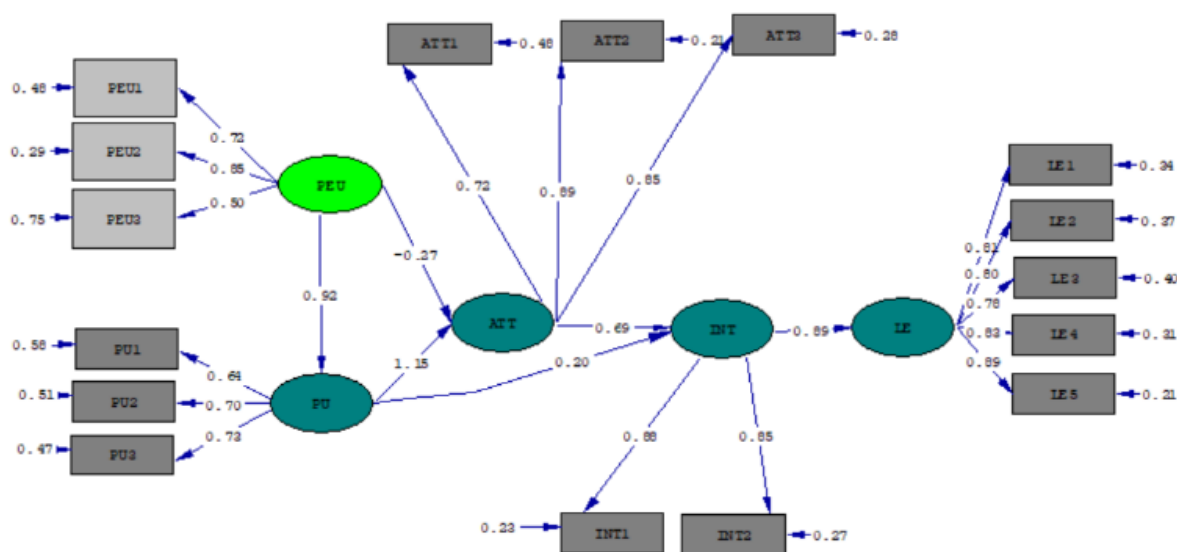 ATT1
0.48
ATT2
0.21
ATT3
0.28
0.48
PEU1
0.29
PEU2
0.75
PEU3
0.72
0.85
0.50
PEU
0.72
0.89
0.85
-0.27
0.92
ATT
0.69
INT
0.89
LE
1.15
0.20
LE1
0.34
LE2
0.37
LE3
0.40
LE4
0.31
LE5
0.21
0.81
0.80
0.78
0.83
0.89
0.58
PU1
0.51
PU2
0.47
PU3
0.64
0.70
0.73
PU
0.88
0.85
0.23
INT1
INT2
0.27